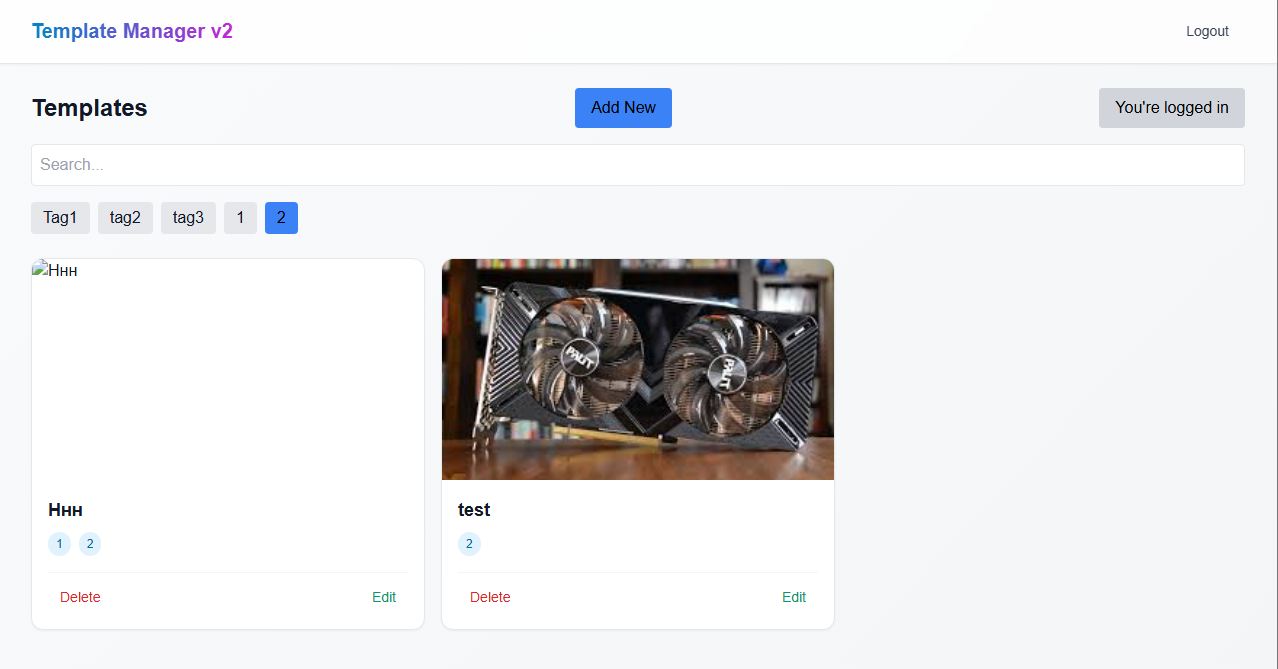 Template Manager v2
Logout
Templates
Add New
You're logged in
Search...
Tag1 tag2 tag3 1 2
Ннн
PALIT
PALIT
Ннн
1 2
test
2
Delete Edit
Delete Edit